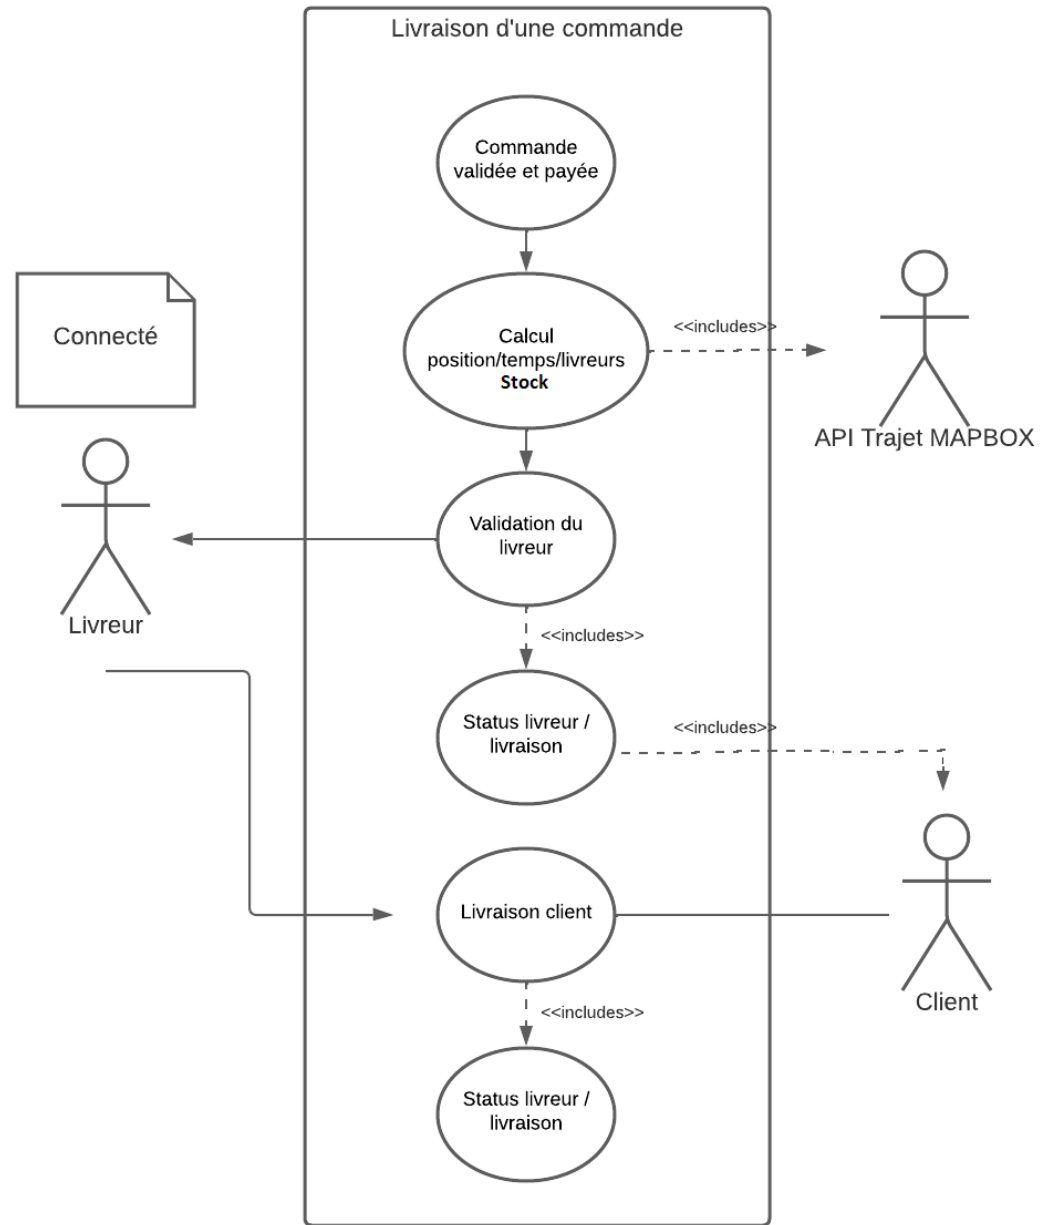 Livraison d'une commande
Commande
validée et payée
Calcul
position/temps/livreurs
Stock
<<includes>>
API Trajet MAPBOX
Connecté
Livreur
Validation du
livreur
<<includes>>
Status livreur /
livraison
<<includes>>
Livraison client
Client
<<includes>>
Status livreur /
livraison